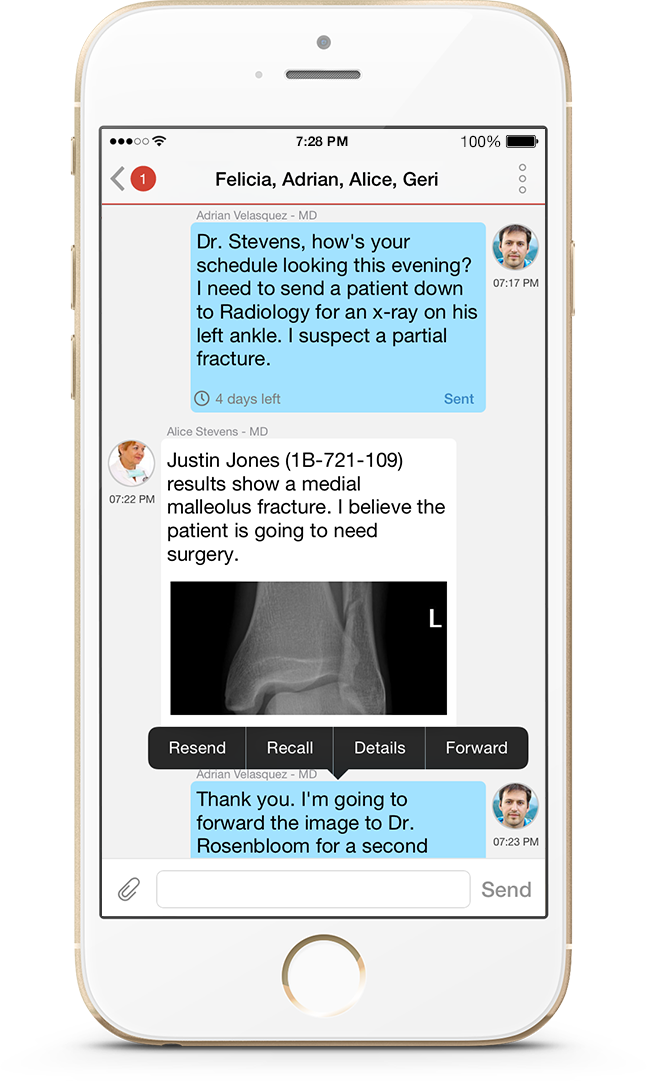 7:28 PM
100%
1
Felicia, Adrian, Alice, Geri
Adrian Velasquez - MD
Dr. Stevens, how's your
schedule looking this evening?
I need to send a patient down
to Radiology for an x-ray on his
left ankle. I suspect a partial
fracture.
07:17 PM
4 days left
Sent
Alice Stevens - MD
Justin Jones (1B-721-109)
results show a medial
malleolus fracture. I believe the
patient is going to need
surgery.
07:22 PM
L
Resend
Recall
Details
Forward
Adrian Velasquez - MD
Thank you. I'm going to
forward the image to Dr.
Rosenbloom for a second
07:23 PM
Send